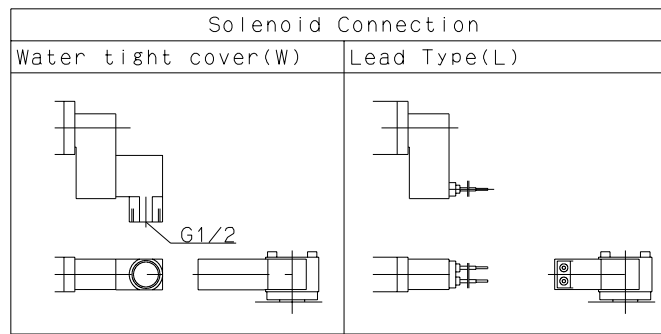 Solenoid Connection
Water tight cover(W)
Lead Type(L)
G1/2